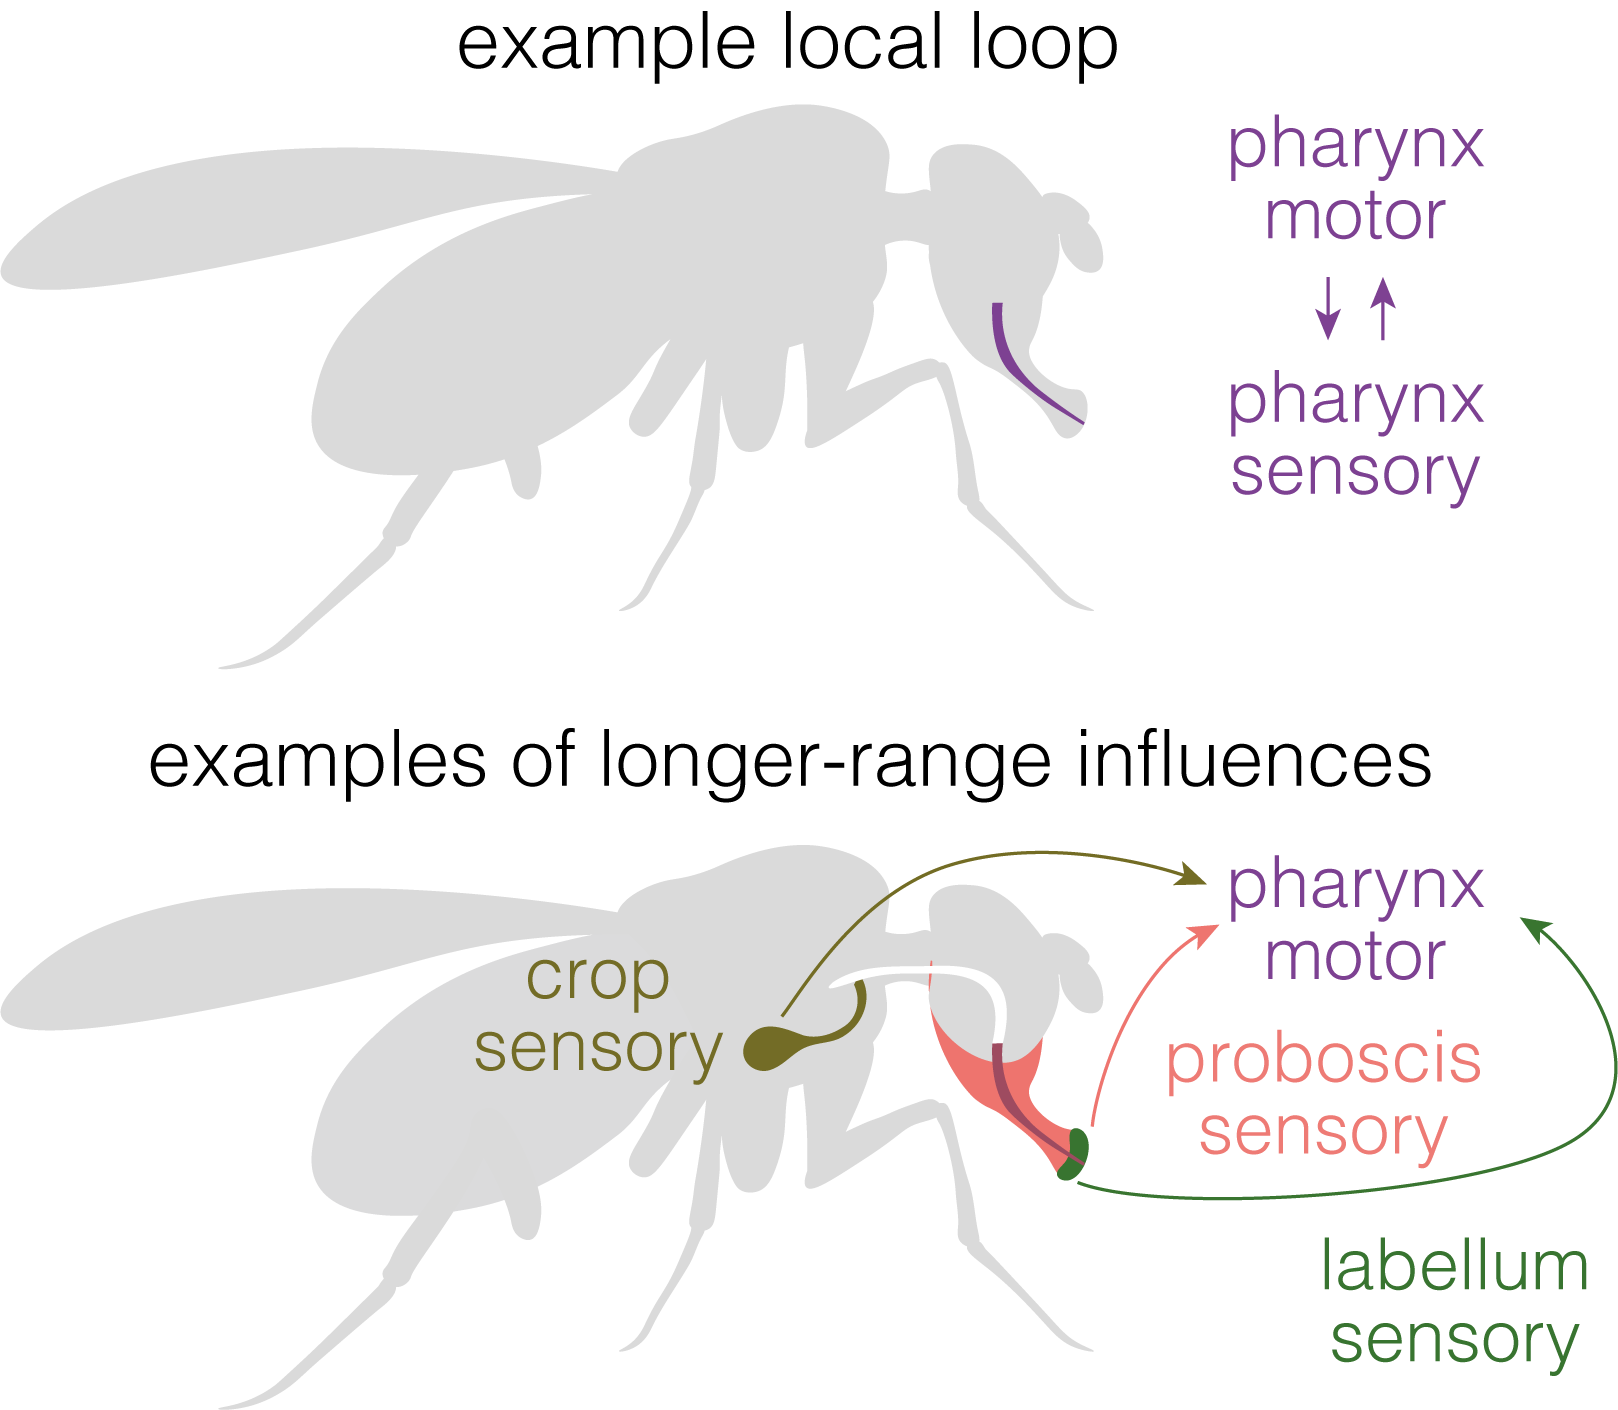 example local loop
pharynx
motor
pharynx
sensory
examples of longer-range influences
pharynx
motor
crop
sensory
proboscis
sensory
labellum
sensory